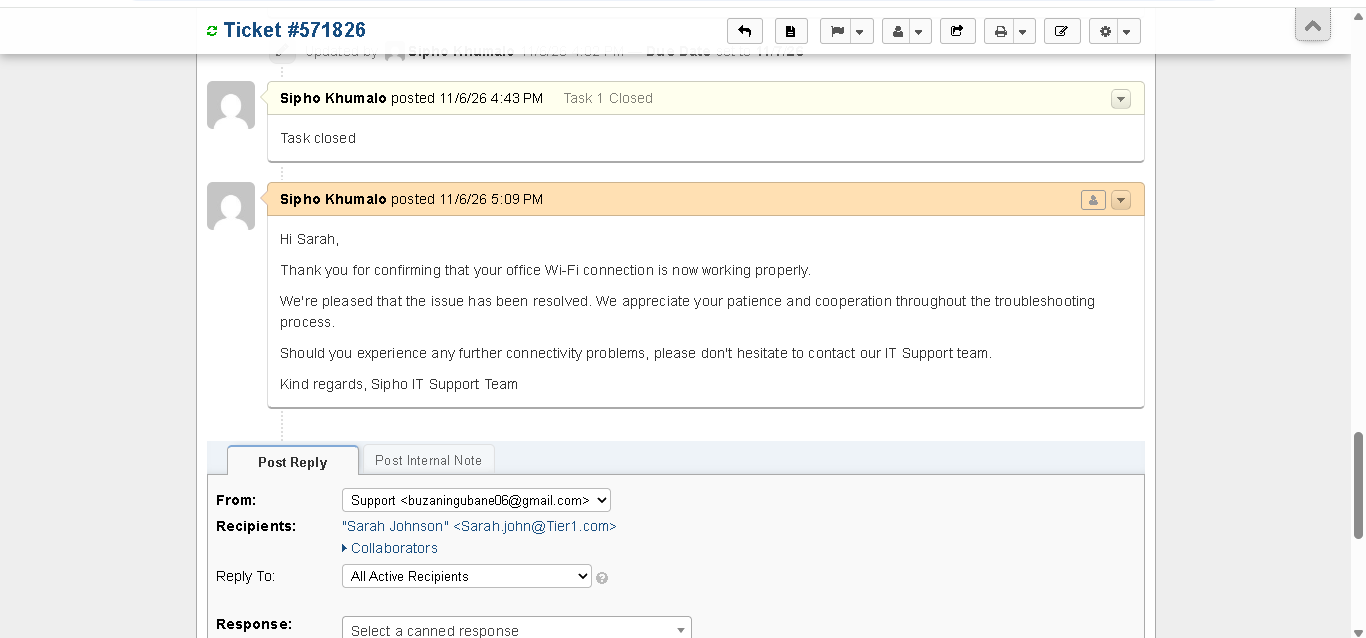 Ticket #571826
Sipho Khumalo posted 11/6/26 4:43 PM Task 1 Closed
Task closed
Sipho Khumalo posted 11/6/26 5:09 PM
Hi Sarah,
Thank you for confirming that your office Wi-Fi connection is now working properly.
We're pleased that the issue has been resolved. We appreciate your patience and cooperation throughout the troubleshooting
process.
Should you experience any further connectivity problems, please don't hesitate to contact our IT Support team.
Kind regards, Sipho IT Support Team
Post Reply Post Internal Note
From: Support <buzaningubane06@gmail.com>
Recipients: "Sarah Johnson" <Sarah.john@Tier1.com>
Collaborators
Reply To: All Active Recipients
Response: Select a canned response